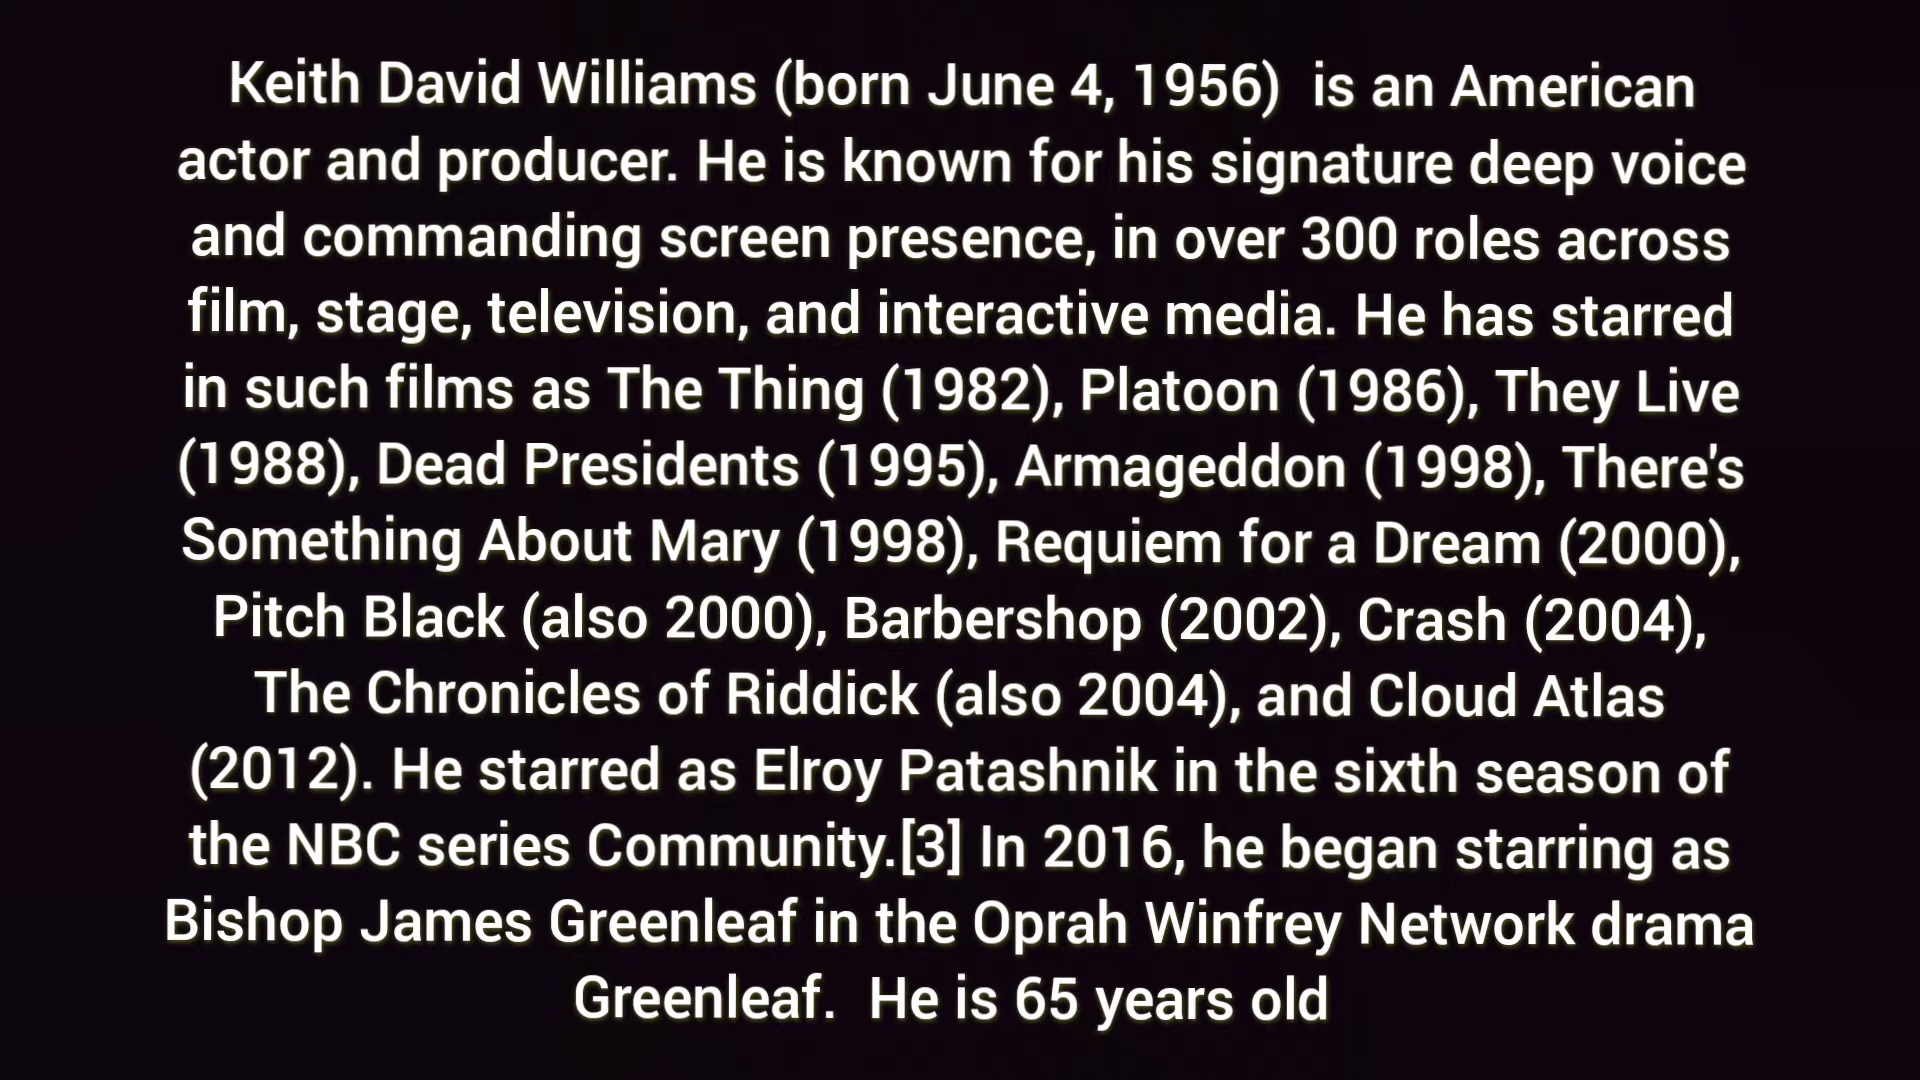 Keith David Williams (born June 4, 1956)  is an American
actor and producer. He is known for his signature deep voice
and commanding screen presence, in over 300 roles across
film, stage, television, and interactive media. He has starred
in such films as The Thing (1982), Platoon (1986), They Live
(1988), Dead Presidents (1995), Armageddon (1998), There's
Something About Mary (1998), Requiem for a Dream (2000),
Pitch Black (also 2000), Barbershop (2002), Crash (2004),
The Chronicles of Riddick (also 2004), and Cloud Atlas
(2012). He starred as Elroy Patashnik in the sixth season of
the NBC series Community.[3] In 2016, he began starring as
Bishop James Greenleaf in the Oprah Winfrey Network drama
Greenleaf.  He is 65 years old